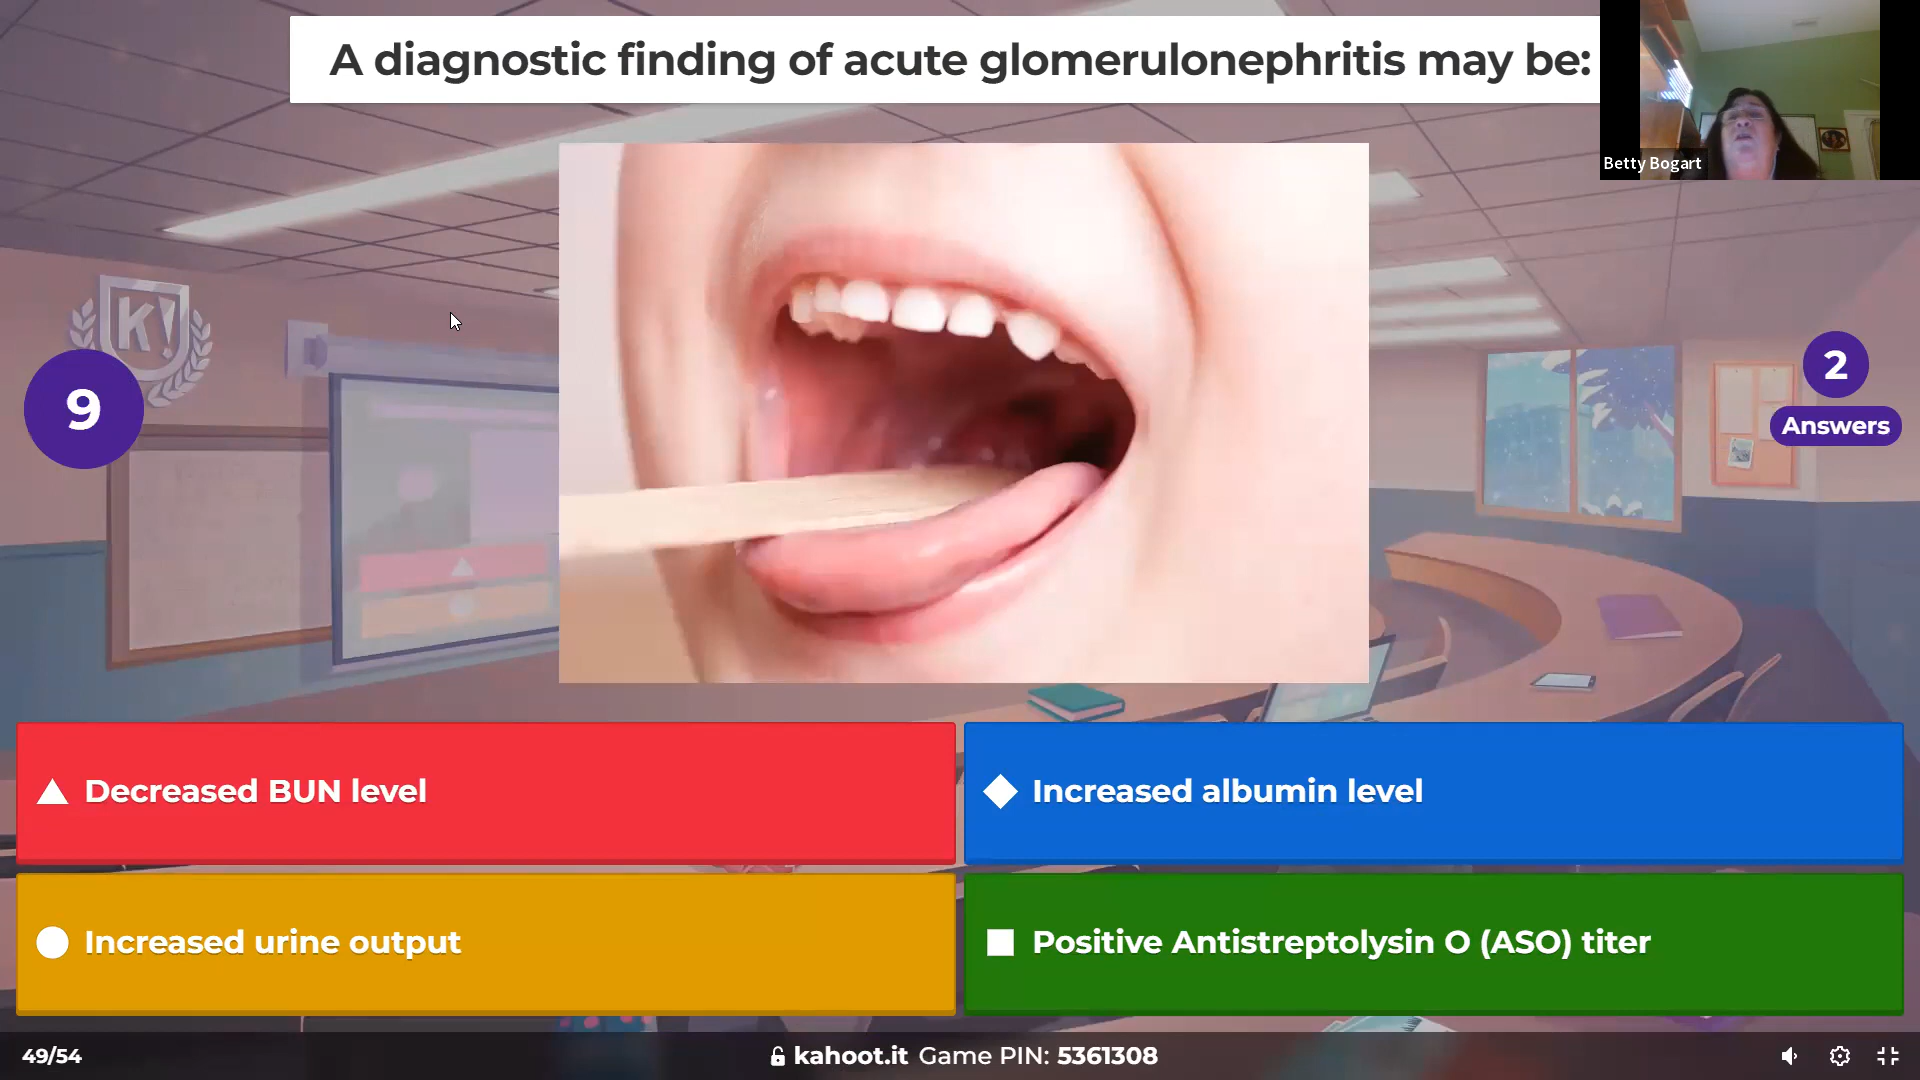 A diagnostic finding of acute glomerulonephritis may be:
Betty Bogart
K!
9
2
Answers
Decreased BUN level
Increased albumin level
Increased urine output
Positive Antistreptolysin O (ASO) titer
49/54
kahoot.it Game PIN: 5361308